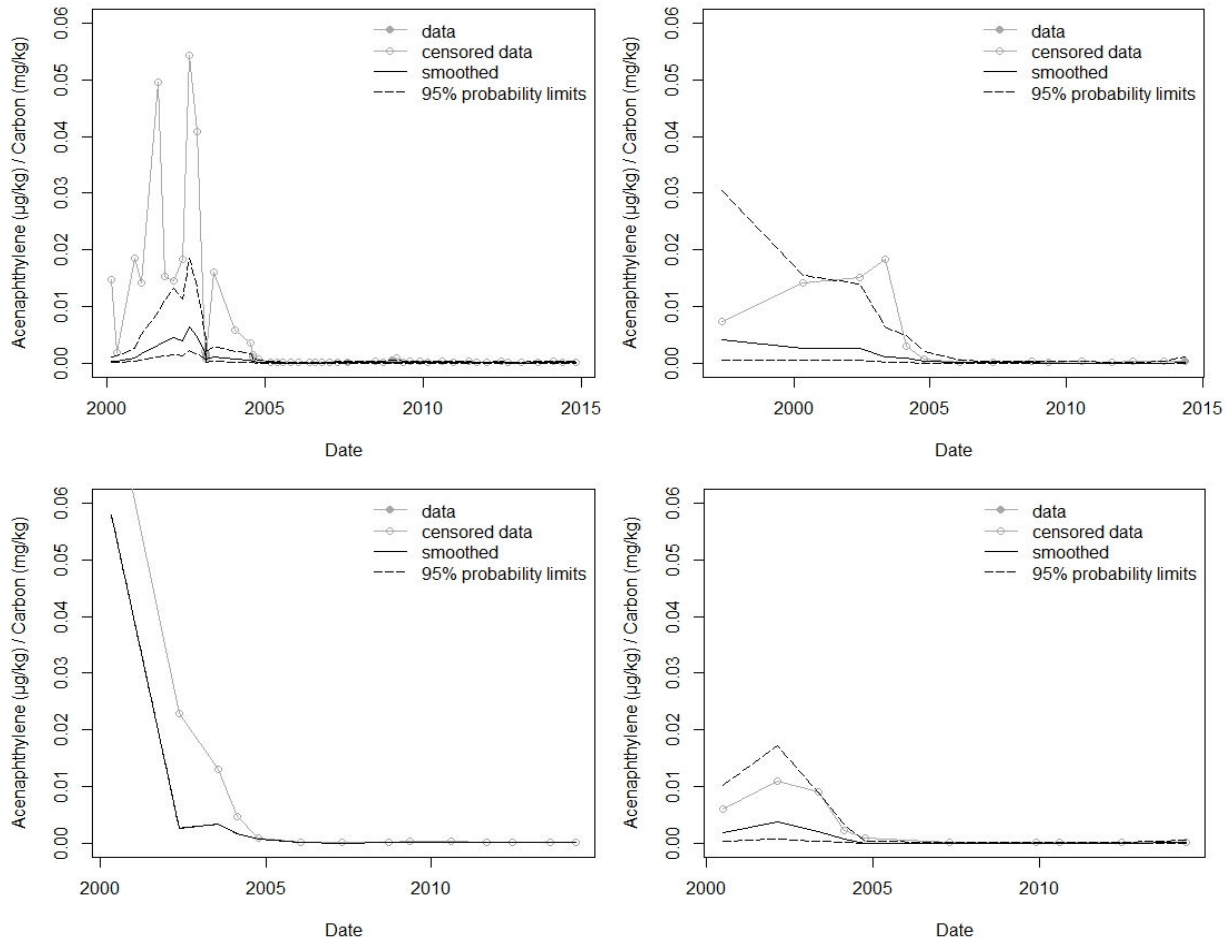 Acenaphthylene (µg/kg) / Carbon (mg/kg)
0.06
0.05
0.04
0.03
0.02
0.01
0.00
data
censored data
smoothed
95% probability limits
2000
2005
2010
2015
Date
Acenaphthylene (µg/kg) / Carbon (mg/kg)
0.06
0.05
0.04
0.03
0.02
0.01
0.00
data
censored data
smoothed
95% probability limits
2000
2005
2010
2015
Date
Acenaphthylene (µg/kg) / Carbon (mg/kg)
0.06
0.05
0.04
0.03
0.02
0.01
0.00
data
censored data
smoothed
95% probability limits
2000
2005
2010
Date
Acenaphthylene (µg/kg) / Carbon (mg/kg)
0.06
0.05
0.04
0.03
0.02
0.01
0.00
data
censored data
smoothed
95% probability limits
2000
2005
2010
Date